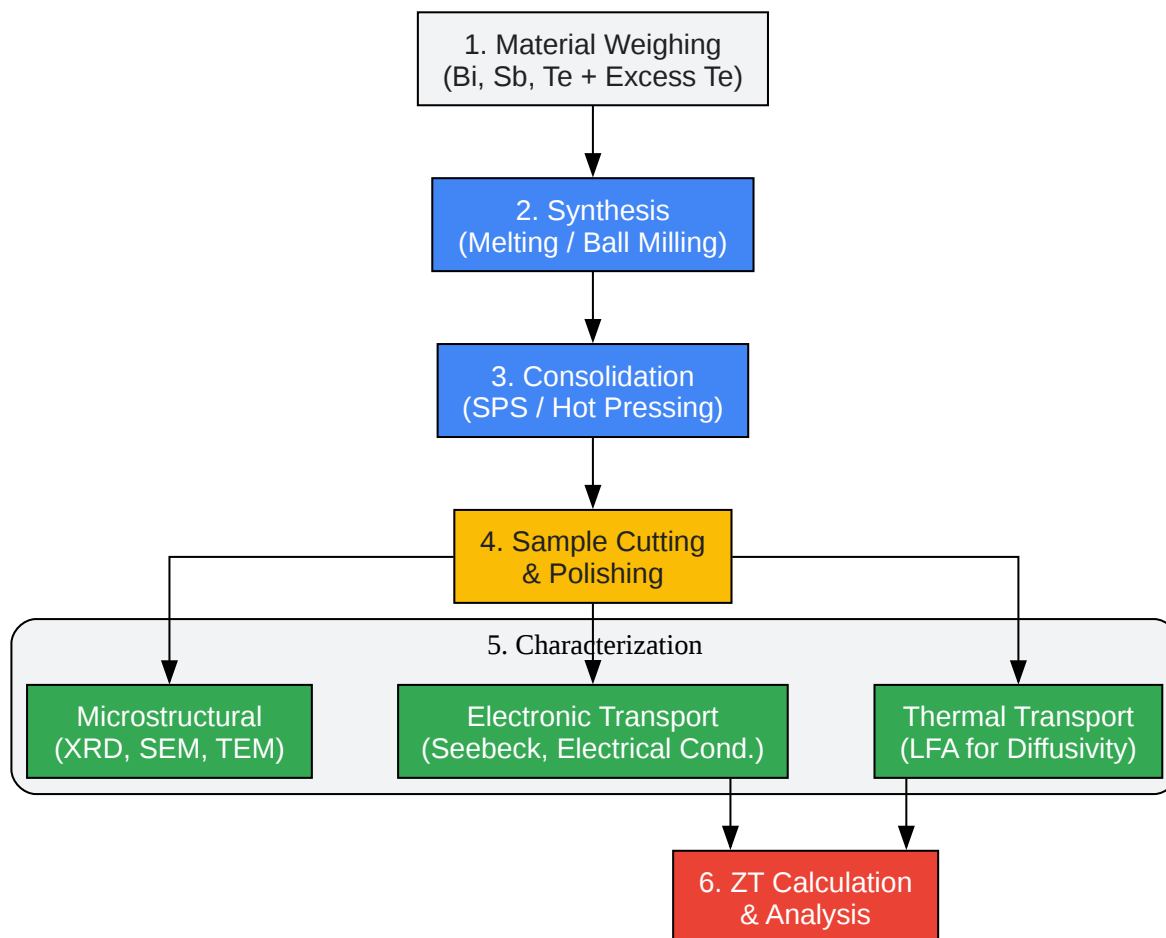 1. Material Weighing
(Bi, Sb, Te + Excess Te)
2. Synthesis
(Melting / Ball Milling)
3. Consolidation
(SPS / Hot Pressing)
4. Sample Cutting
& Polishing
5. Characterization
Microstructural
(XRD, SEM, TEM)
Electronic Transport
(Seebeck, Electrical Cond.)
Thermal Transport
(LFA for Diffusivity)
6. ZT Calculation
& Analysis